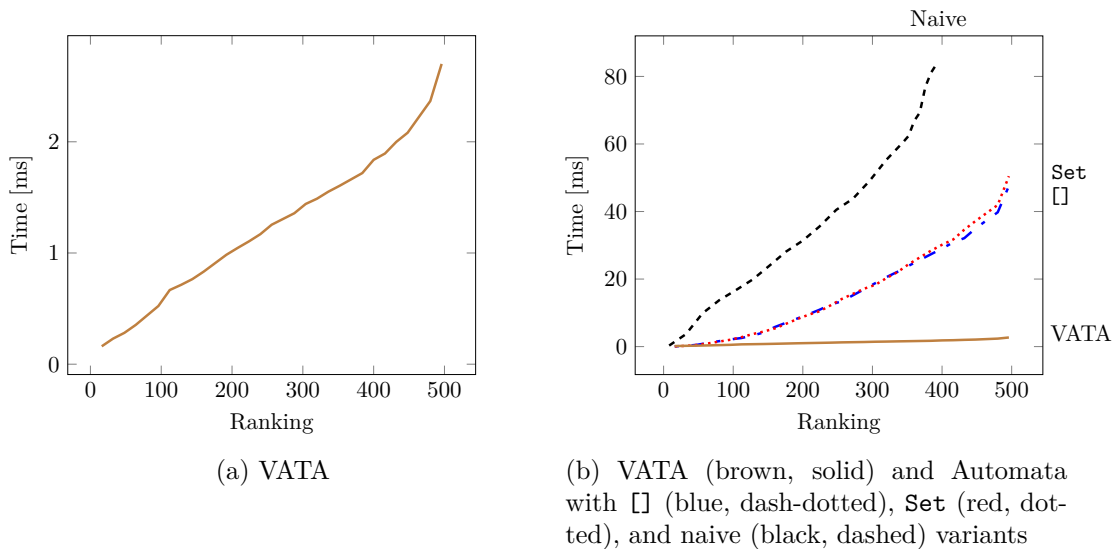 2
1
0
Time [ms]
0 100 200 300 400 500
Ranking
(a) VATA
Naive
80
60
40
20
0
Time [ms]
Set
[]
VATA
0 100 200 300 400 500
Ranking
(b) VATA (brown, solid) and Automata
with [] (blue, dash-dotted), Set (red, dot-
ted), and naive (black, dashed) variants